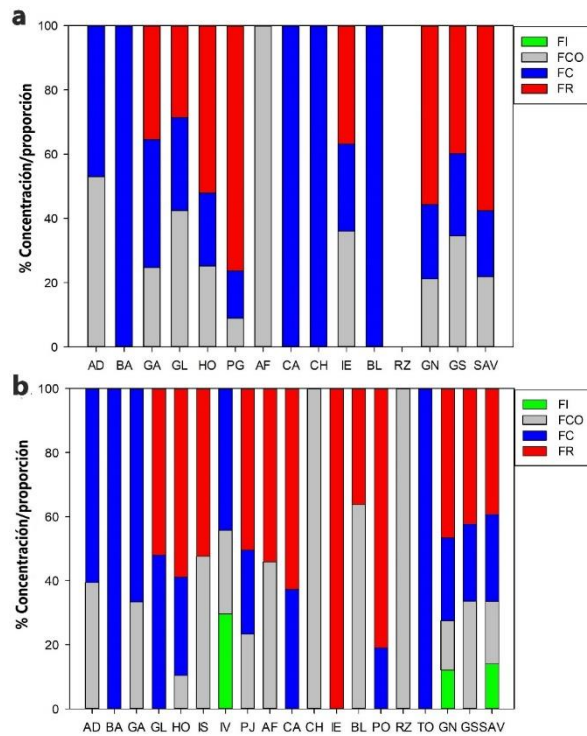 a
100
80
60
40
20
0
% Concentración/proporción
FI
FCO
FC
FR
AD BA GA GL HO PG AF CA CH IE BL RZ GN GS SAV
b
100
80
60
40
20
0
% Concentración/proporción
FI
FCO
FC
FR
AD BA GA GL HO IS IV PJ AF CA CH IE BL PO RZ TO GN GSSAV